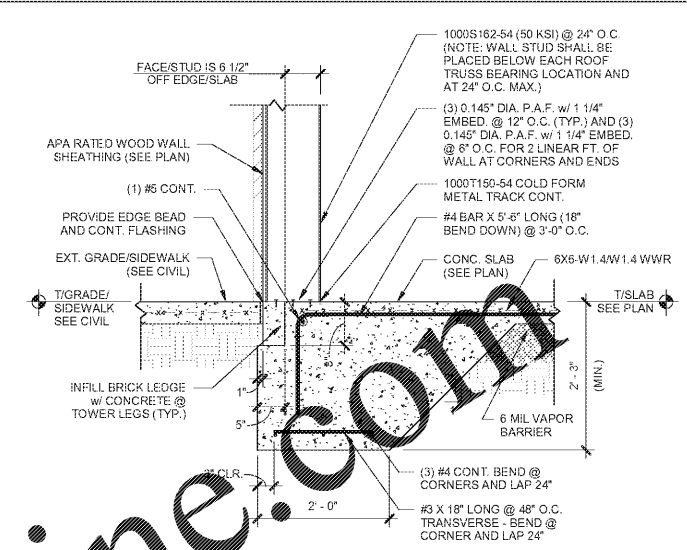 1000S162-54 (50 KSI) @ 24" O.C.
(NOTE: WALL STUD SHALL BE
PLACED BELOW EACH ROOF
TRUSS BEARING LOCATION AND
AT 24" O.C. MAX.)
FACE/STUD IS 6 1/2"
OFF EDGE/SLAB
(3) 0.145" DIA. P.A.F. w/ 1 1/4"
EMBED. @ 12" O.C. (TYP.) AND (3)
0.145" DIA. P.A.F. w/ 1 1/4" EMBED.
@ 6" O.C. FOR 2 LINEAR FT. OF
WALL AT CORNERS AND ENDS
APA RATED WOOD WALL
SHEATHING (SEE PLAN)
(1) #5 CONT.
1000T150-54 COLD FORM
METAL TRACK CONT.
PROVIDE EDGE BEAD
AND CONT. FLASHING
#4 BAR X 5'-6" LONG (18"
BEND DOWN) @ 3'-0" O.C.
EXT. GRADE/SIDEWALK
(SEE CIVIL)
CONC. SLAB
(SEE PLAN)
6X6-W1.4/W1.4 WWR
T/GRADE/
SIDEWALK
SEE CIVIL
T/SLAB
SEE PLAN
2' - 3"
(MIN.)
INFILL BRICK LEDGE
w/ CONCRETE @
TOWER LEGS (TYP.)
1"
5"
6 MIL VAPOR
BARRIER
CLR.
(3) #4 CONT. BEND @
CORNERS AND LAP 24"
2' - 0"
#3 X 18" LONG @ 48" O.C.
TRANSVERSE - BEND @
CORNER AND LAP 24"
ine.com